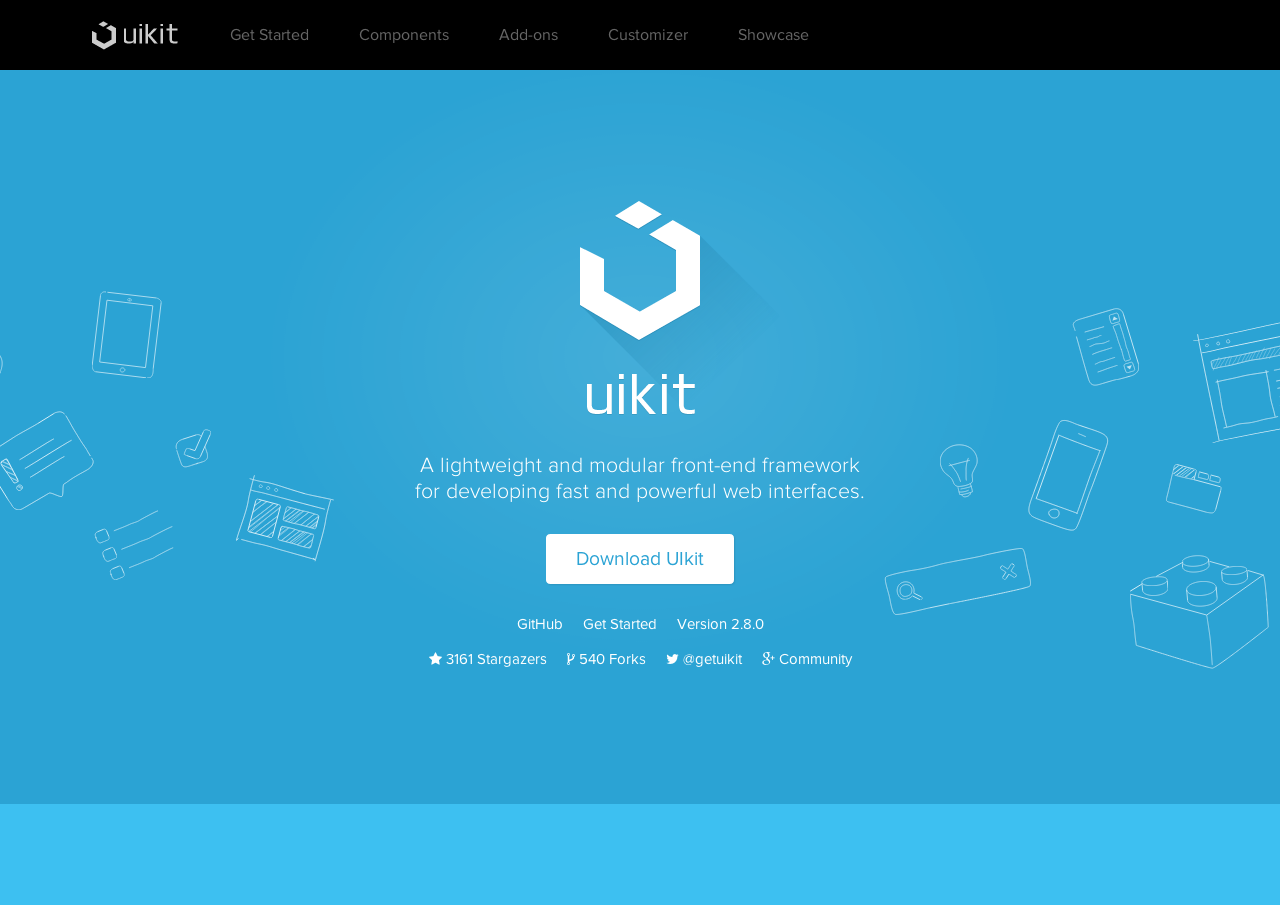 uikit Get Started Components Add-ons Customizer Showcase
uikit
A lightweight and modular front-end framework
for developing fast and powerful web interfaces.
Download UIkit
GitHub Get Started Version 2.8.0
3161 Stargazers 540 Forks @getuikit Community